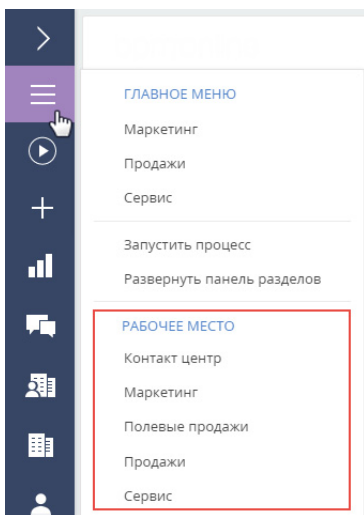 ГЛАВНОЕ МЕНЮ
Маркетинг
Продажи
Сервис
Запустить процесс
Развернуть панель разделов
РАБОЧЕЕ МЕСТО
Контакт центр
Маркетинг
Полевые продажи
Продажи
Сервис